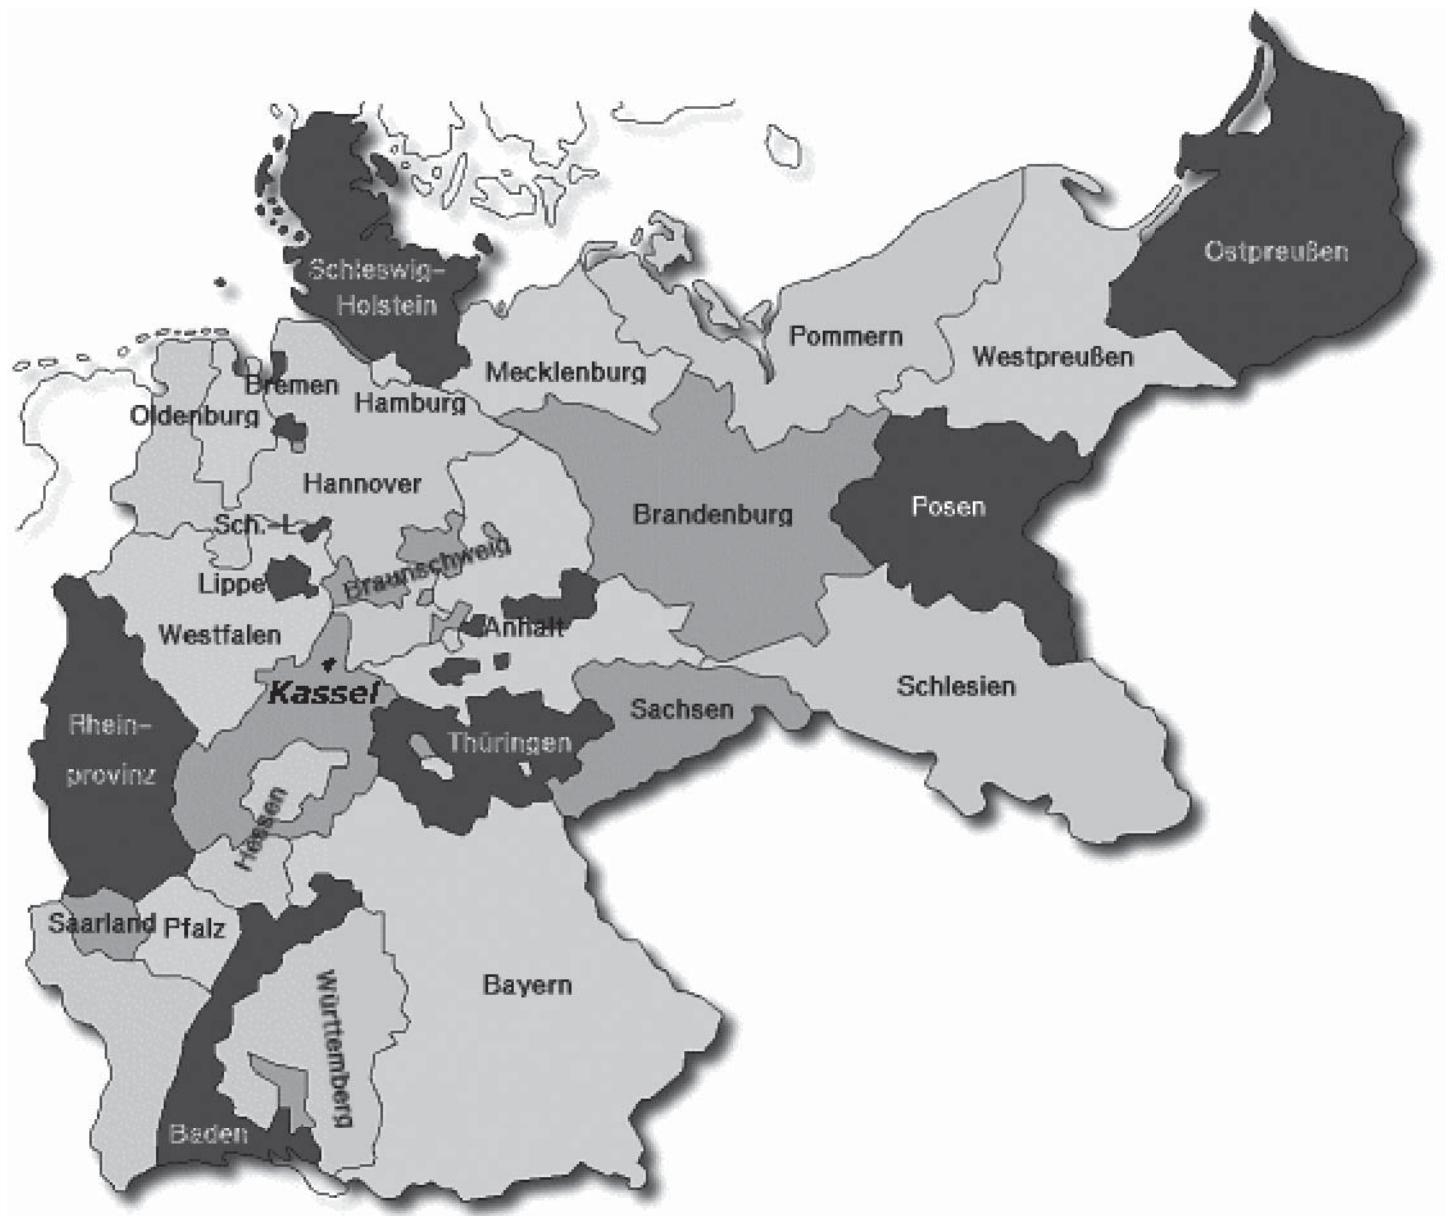 Schleswig-
Holstein
Ostpreußen
Pommern
Westpreußen
Mecklenburg
Bremen
Hamburg
Oldenburg
Hannover
Brandenburg
Posen
Sch.-L.
Braunschweig
Lippe
Westfalen
Anhalt
Kassel
Schlesien
Sachsen
Rhein-
provinz
Thüringen
Hessen
Saarland
Pfalz
Württemberg
Bayern
Baden